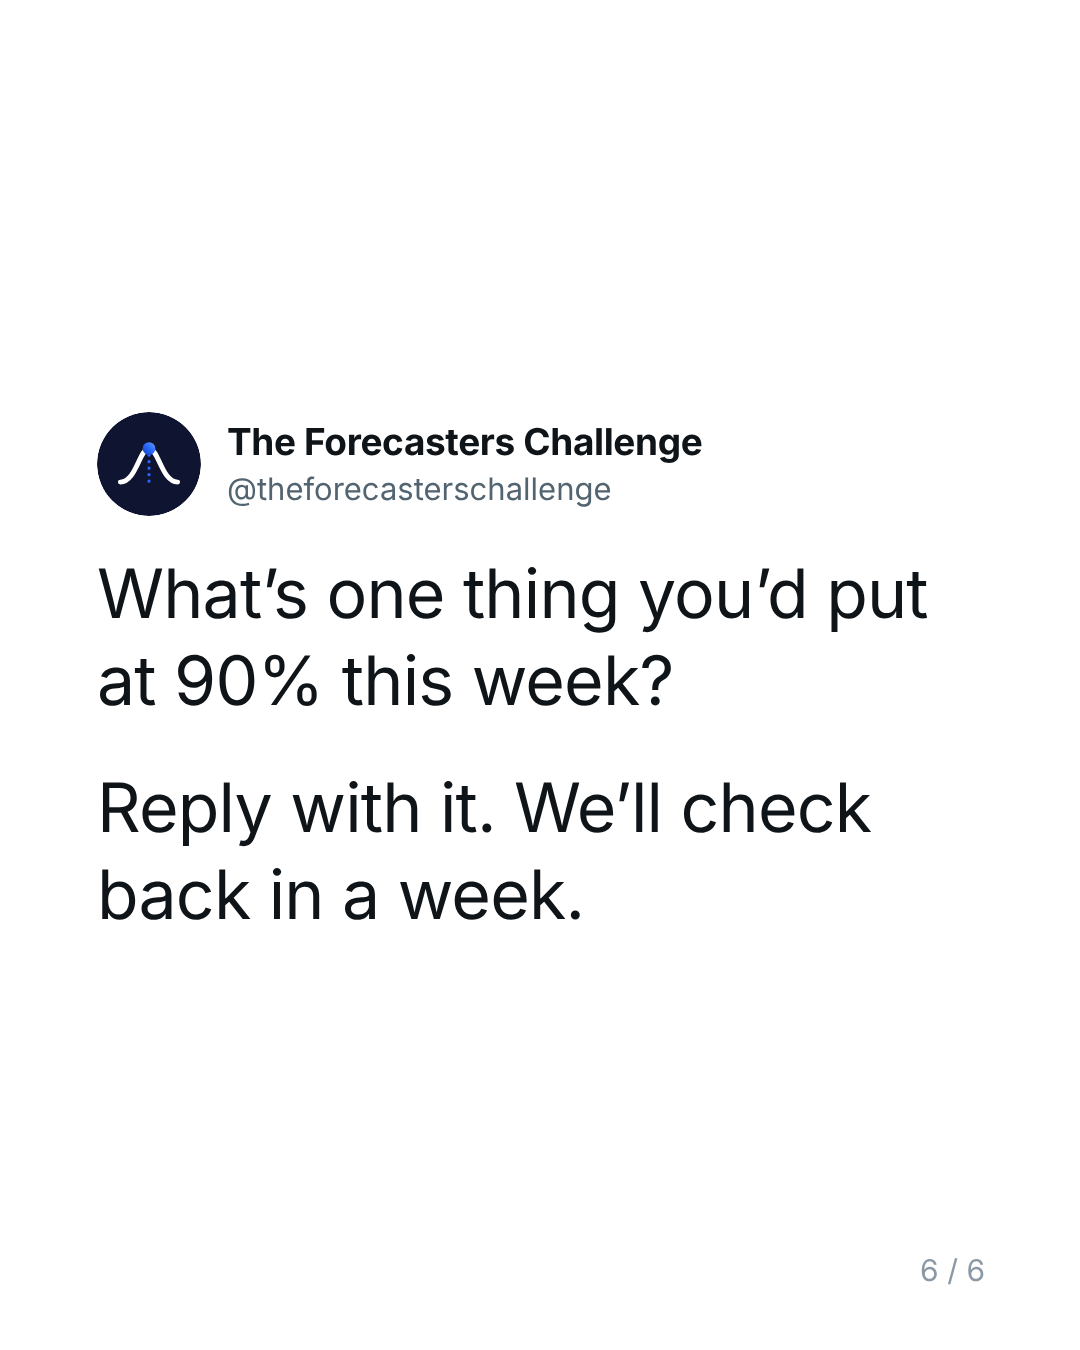 The Forecasters Challenge
@theforecasterschallenge
What’s one thing you’d put
at 90% this week?
Reply with it. We’ll check
back in a week.
6 / 6